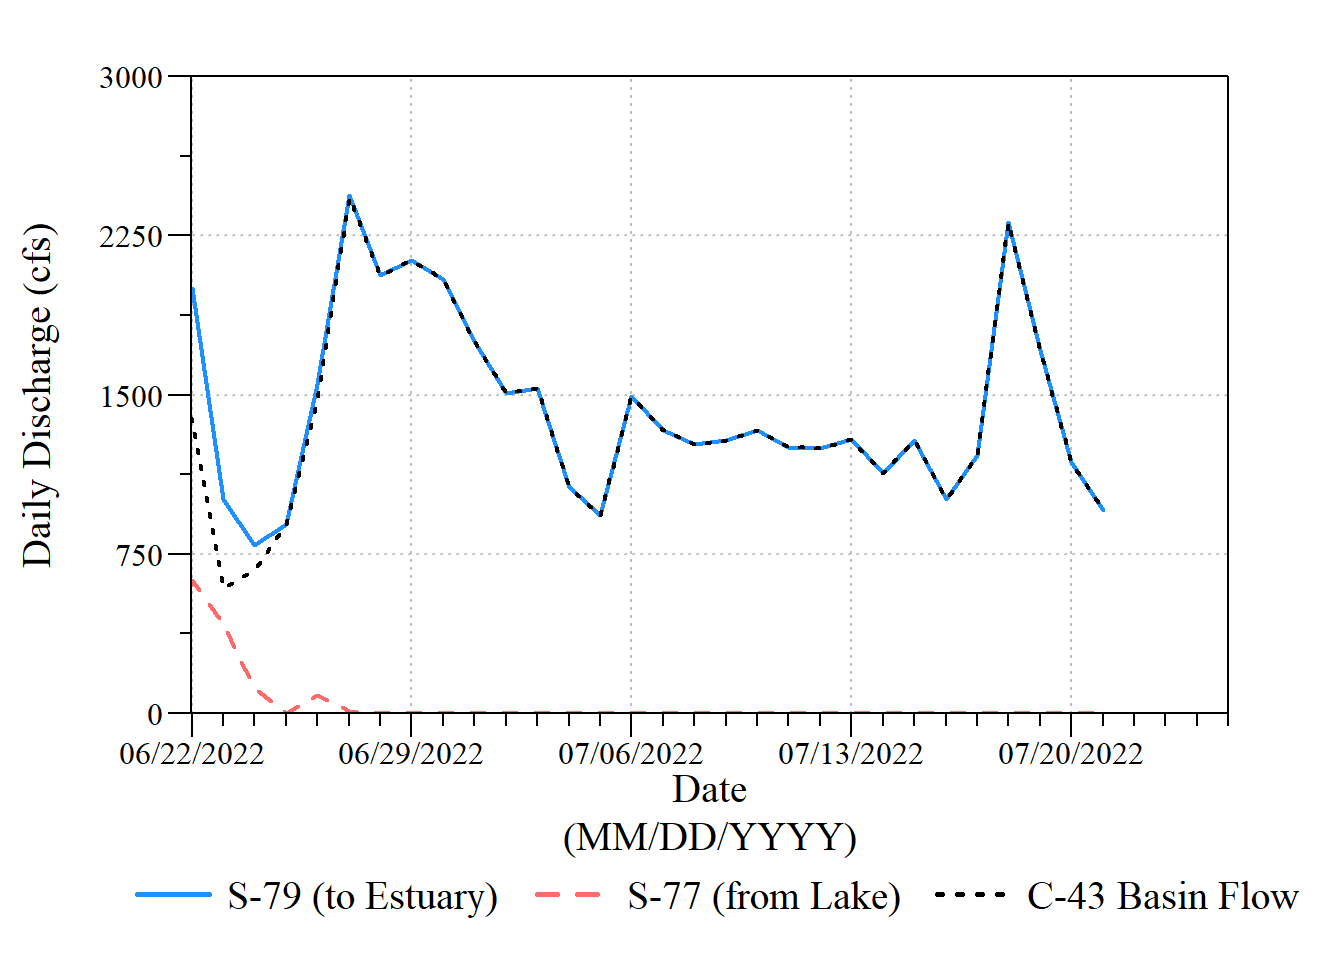 3000
2250
1500
750
0
Daily Discharge (cfs)
06/22/2022 06/29/2022 07/06/2022 07/13/2022 07/20/2022
Date
(MM/DD/YYYY)
S-79 (to Estuary) S-77 (from Lake) C-43 Basin Flow